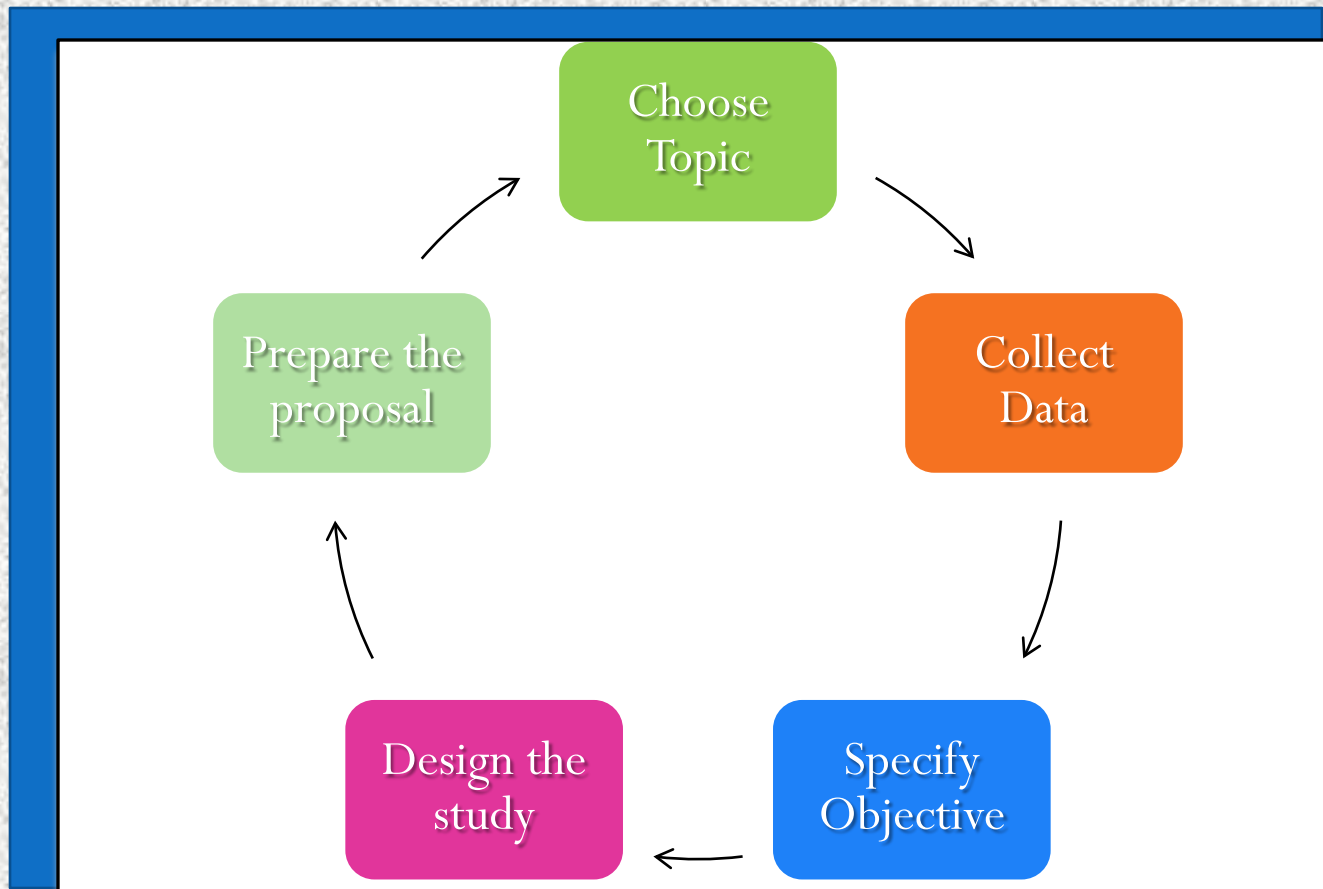 Choose
Topic
Collect
Data
Specify
Objective
Design the
study
Prepare the
proposal